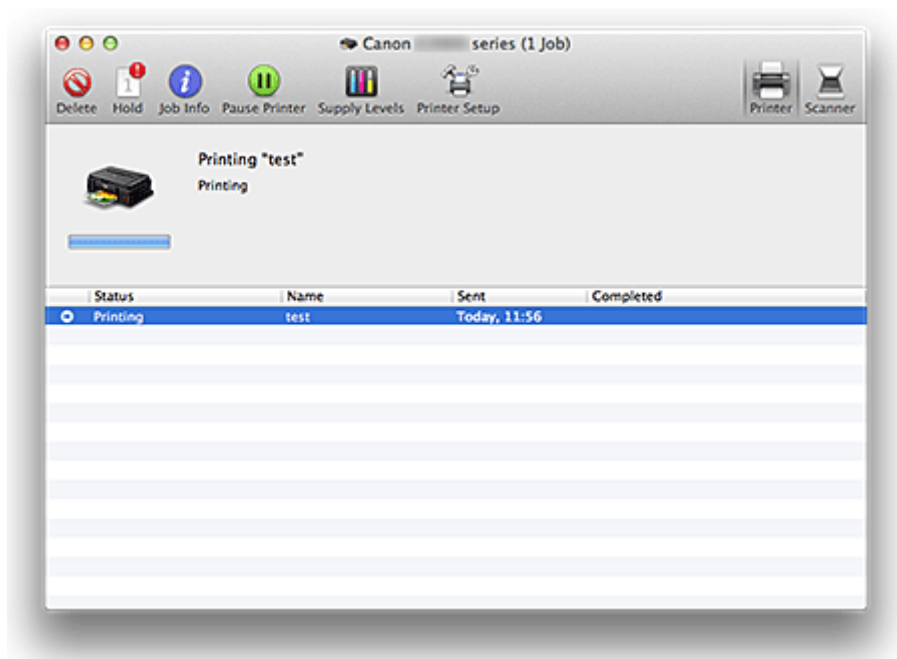 Canon series (1 Job)
Delete Hold Job Info Pause Printer Supply Levels Printer Setup Printer Scanner
Printing "test"
Printing
Status Name Sent Completed
Printing test Today, 11:56